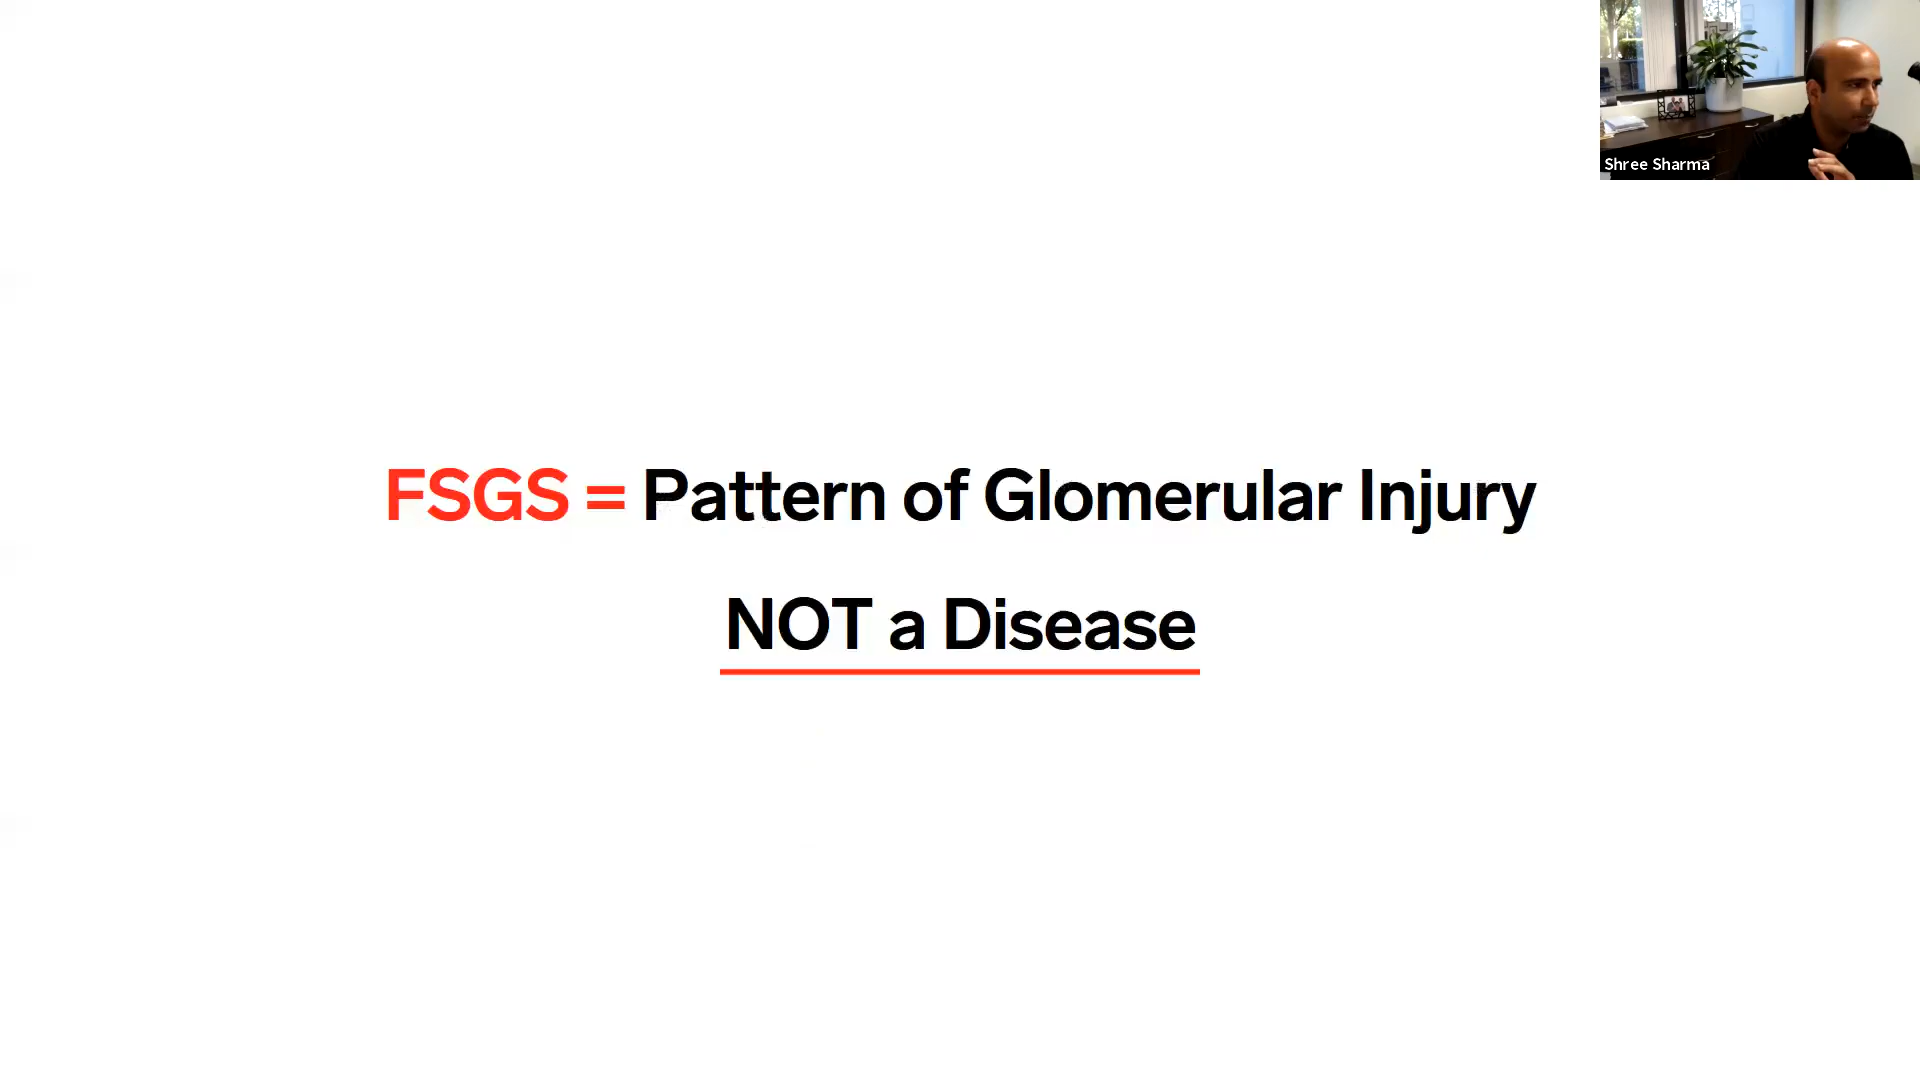 Shree Sharma
FSGS = Pattern of Glomerular Injury
NOT a Disease